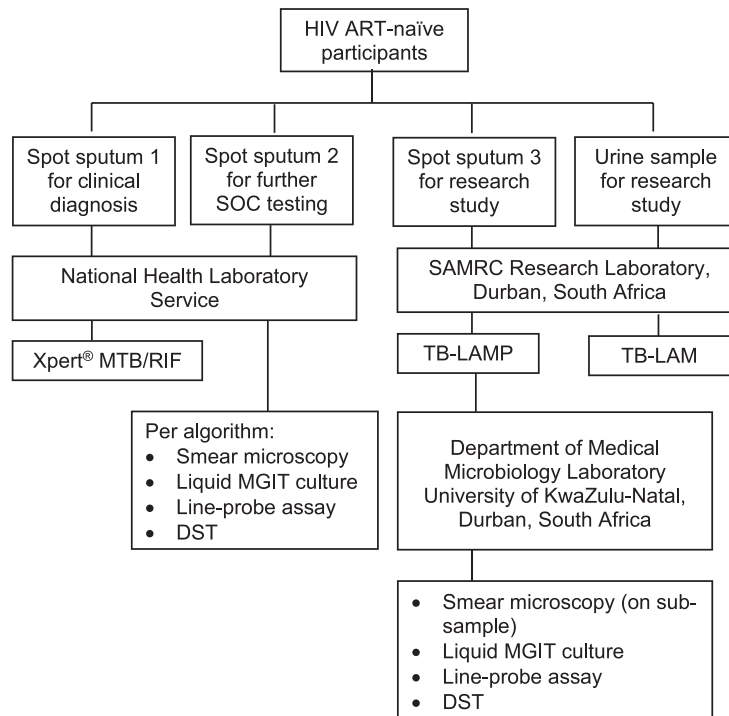 HIV ART-naïve
participants
Spot sputum 1
for clinical
diagnosis
Spot sputum 2
for further
SOC testing
Spot sputum 3
for research
study
Urine sample
for research
study
National Health Laboratory
Service
SAMRC Research Laboratory,
Durban, South Africa
Xpert® MTB/RIF
TB-LAMP
TB-LAM
Per algorithm:
• Smear microscopy
• Liquid MGIT culture
• Line-probe assay
• DST
Department of Medical
Microbiology Laboratory
University of KwaZulu-Natal,
Durban, South Africa
• Smear microscopy (on sub-
sample)
• Liquid MGIT culture
• Line-probe assay
• DST